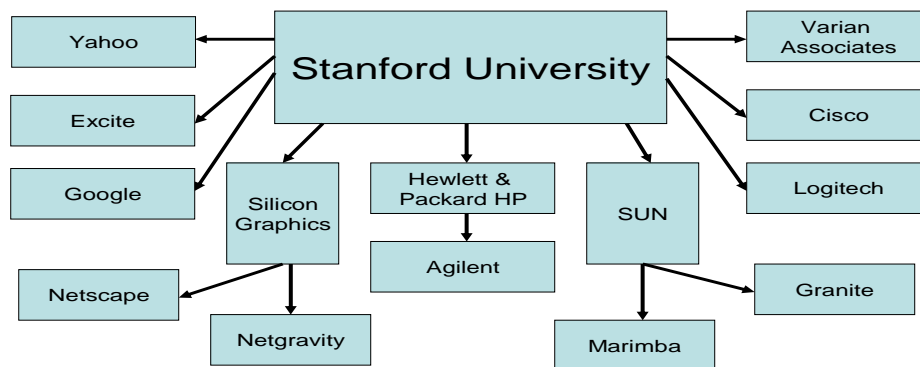 Yahoo
Stanford University
Varian
Associates
Excite
Cisco
Google
Silicon
Graphics
Hewlett &
Packard HP
SUN
Logitech
Agilent
Netscape
Granite
Netgravity
Marimba